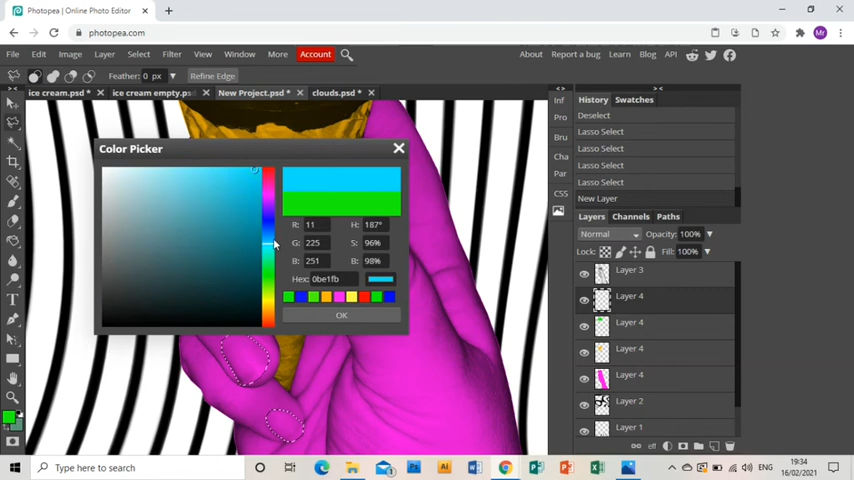 Photopea | Online Photo Editor
photopea.com
Mr
File Edit Image Layer Select Filter View Window More Account
About Report a bug Learn Blog API
Feather: 0 px Refine Edge
ice cream.psd * ice cream empty.psd New Project.psd * clouds.psd *
Color Picker
R: 11 H: 187°
G: 225 S: 96%
B: 251 B: 98%
Hex: 0be1fb
OK
Inf
Pro
Bru
Cha
Par
CSS
History Swatches
Deselect
Lasso Select
Lasso Select
Lasso Select
Lasso Select
New Layer
Layers Channels Paths
Normal Opacity: 100%
Lock: Fill: 100%
Layer 3
Layer 4
Layer 4
Layer 4
Layer 4
Layer 2
Layer 1
eff
Type here to search
ENG
19:34
16/02/2021